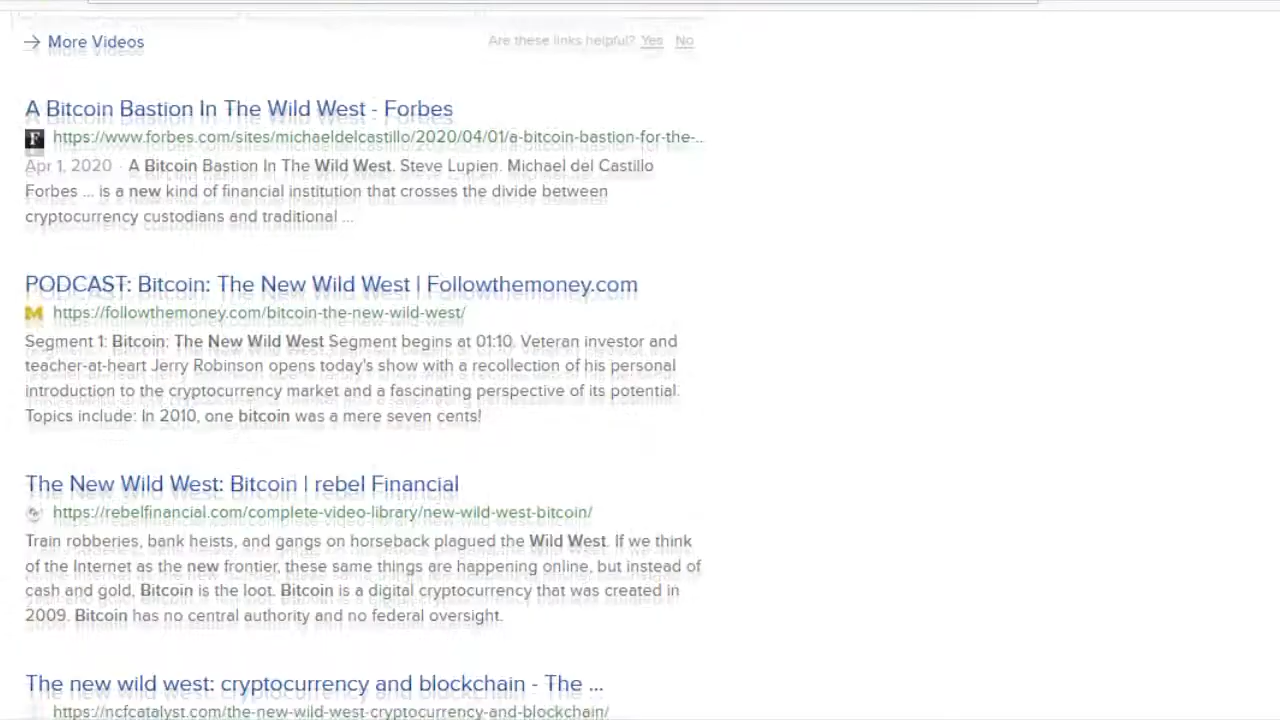 → More Videos
Are these links helpful? Yes No
A Bitcoin Bastion In The Wild West - Forbes
F https://www.forbes.com/sites/michaeldelcastillo/2020/04/01/a-bitcoin-bastion-for-the-...
Apr 1, 2020 · A Bitcoin Bastion In The Wild West. Steve Lupien. Michael del Castillo
Forbes ... is a new kind of financial institution that crosses the divide between
cryptocurrency custodians and traditional ...
PODCAST: Bitcoin: The New Wild West | Followthemoney.com
M https://followthemoney.com/bitcoin-the-new-wild-west/
Segment 1: Bitcoin: The New Wild West Segment begins at 01:10. Veteran investor and
teacher-at-heart Jerry Robinson opens today's show with a recollection of his personal
introduction to the cryptocurrency market and a fascinating perspective of its potential.
Topics include: In 2010, one bitcoin was a mere seven cents!
The New Wild West: Bitcoin | rebel Financial
https://rebelfinancial.com/complete-video-library/new-wild-west-bitcoin/
Train robberies, bank heists, and gangs on horseback plagued the Wild West. If we think
of the Internet as the new frontier, these same things are happening online, but instead of
cash and gold, Bitcoin is the loot. Bitcoin is a digital cryptocurrency that was created in
2009. Bitcoin has no central authority and no federal oversight.
The new wild west: cryptocurrency and blockchain - The ...
https://ncfcatalyst.com/the-new-wild-west-cryptocurrency-and-blockchain/